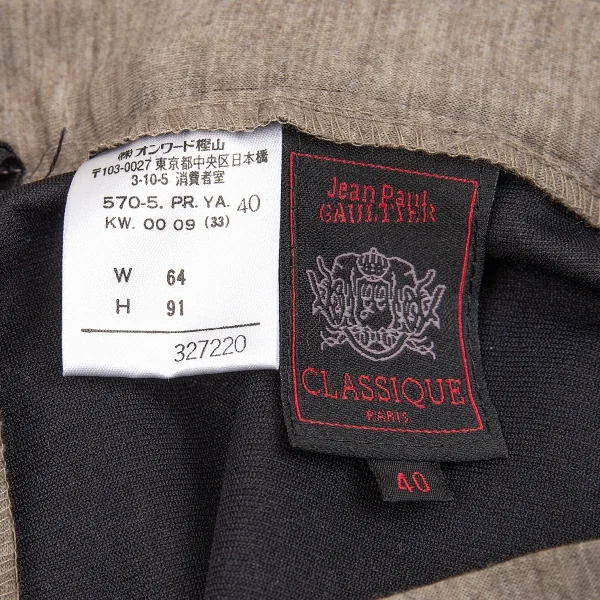 ㈱オンワード樫山
〒103-0027 東京都中央区日本橋
3-10-5 消費者室
570-5. PR. YA. 40
KW. 00 09 (33)
W 64
H 91
327220
Jean Paul
GAULTIER
CLASSIQUE
PARIS
40